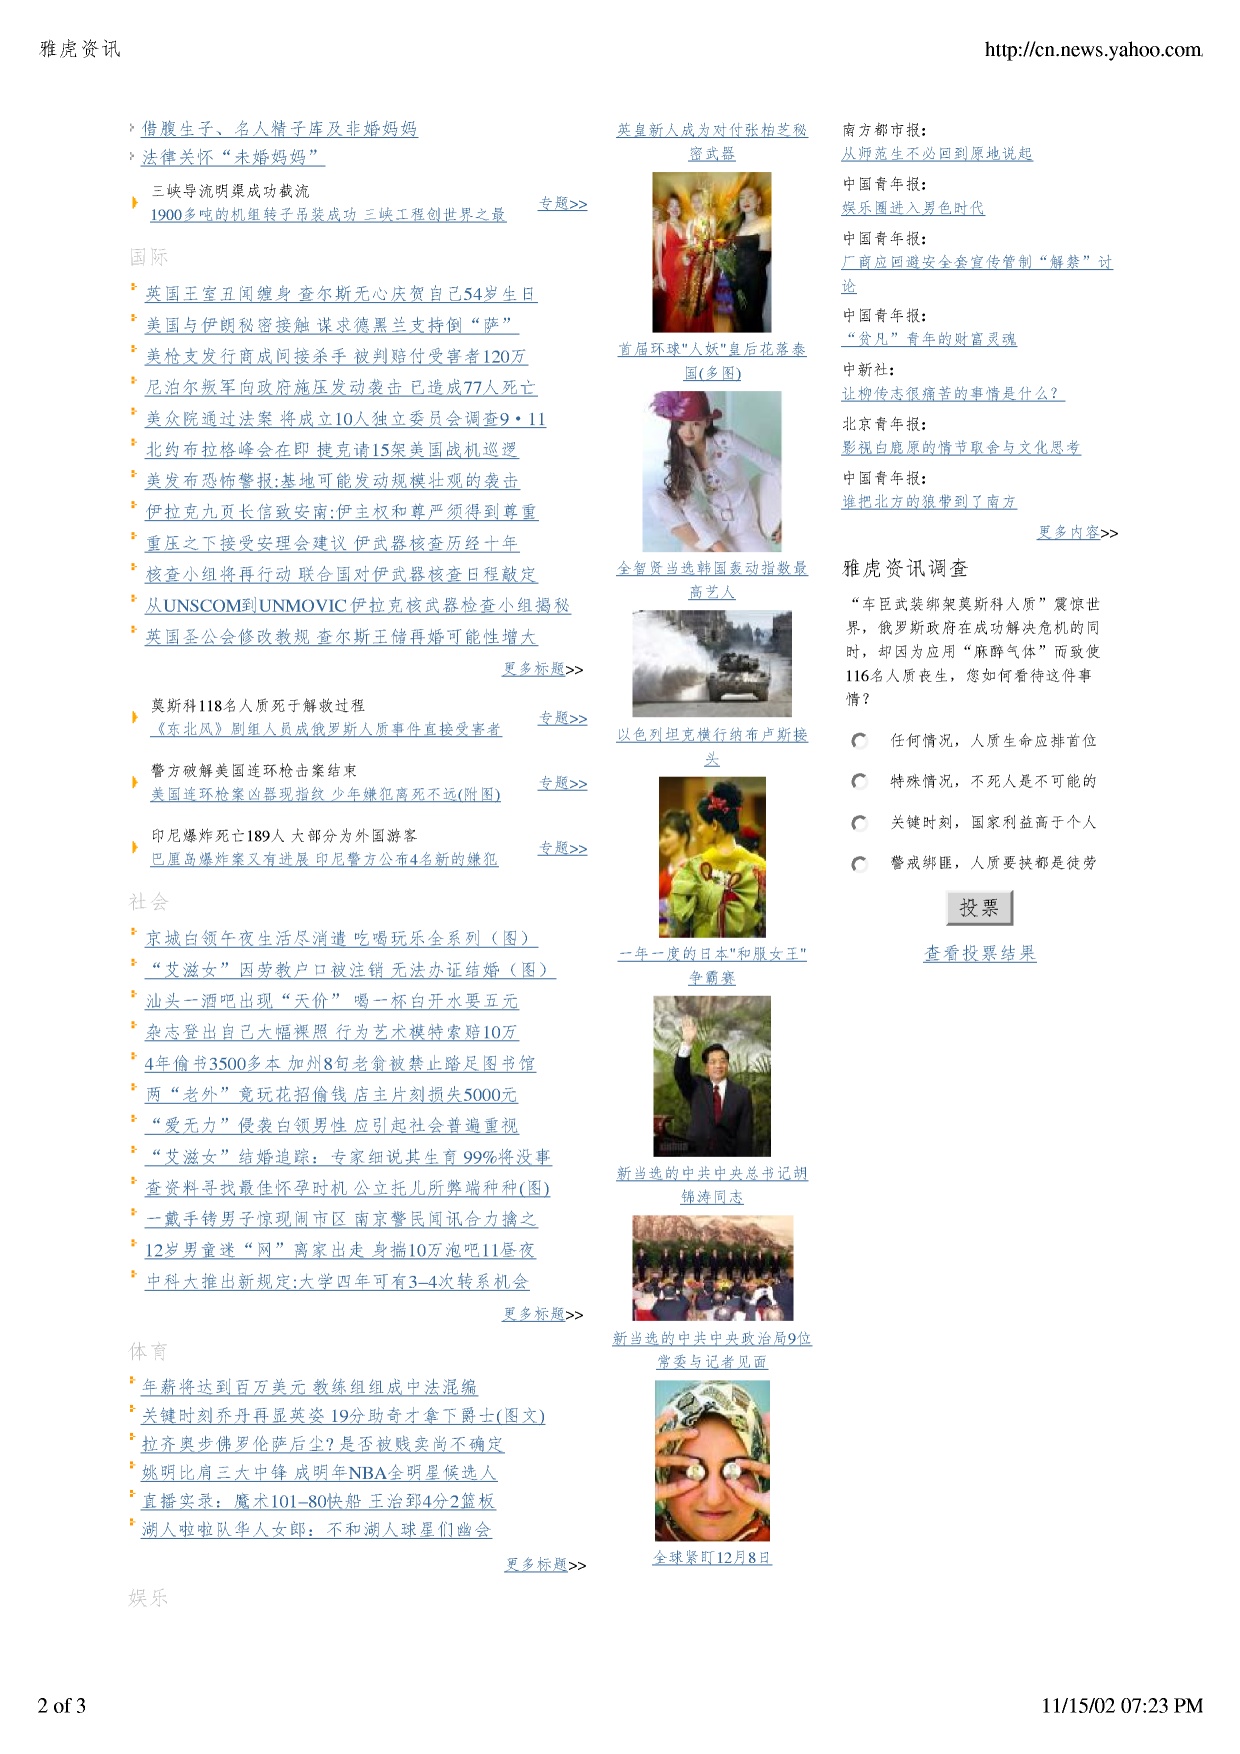 雅虎资讯
http://cn.news.yahoo.com
借腹生子、名人精子库及非婚妈妈
法律关怀“未婚妈妈”
三峡导流明渠成功截流
1900多吨的机组转子吊装成功 三峡工程创世界之最
专题>>
国际
英国王室丑闻缠身 查尔斯无心庆贺自己54岁生日
美国与伊朗秘密接触 谋求德黑兰支持倒“萨”
美枪支发行商成间接杀手 被判赔付受害者120万
尼泊尔叛军向政府施压发动袭击 已造成77人死亡
美众院通过法案 将成立10人独立委员会调查9·11
北约布拉格峰会在即 捷克请15架美国战机巡逻
美发布恐怖警报:基地可能发动规模壮观的袭击
伊拉克九页长信致安南:伊主权和尊严须得到尊重
重压之下接受安理会建议 伊武器核查历经十年
核查小组将再行动 联合国对伊武器核查日程敲定
从UNSCOM到UNMOVIC 伊拉克核武器检查小组揭秘
英国圣公会修改教规 查尔斯王储再婚可能性增大
更多标题>>
莫斯科118名人质死于解救过程
《东北风》剧组人员成俄罗斯人质事件直接受害者
专题>>
警方破解美国连环枪击案结束
美国连环枪案凶器现指纹 少年嫌犯离死不远(附图)
专题>>
印尼爆炸死亡189人 大部分为外国游客
巴厘岛爆炸案又有进展 印尼警方公布4名新的嫌犯
专题>>
社会
京城白领午夜生活尽消遣 吃喝玩乐全系列（图）
“艾滋女”因劳教户口被注销 无法办证结婚（图）
汕头一酒吧出现“天价” 喝一杯白开水要五元
杂志登出自己大幅裸照 行为艺术模特索赔10万
4年偷书3500多本 加州8旬老翁被禁止踏足图书馆
两“老外”竟玩花招偷钱 店主片刻损失5000元
“爱无力”侵袭白领男性 应引起社会普遍重视
“艾滋女”结婚追踪：专家细说其生育 99%将没事
查资料寻找最佳怀孕时机 公立托儿所弊端种种(图)
一戴手铐男子惊现闹市区 南京警民闻讯合力擒之
12岁男童迷“网”离家出走 身揣10万泡吧11昼夜
中科大推出新规定:大学四年可有3–4次转系机会
更多标题>>
体育
年薪将达到百万美元 教练组组成中法混编
关键时刻乔丹再显英姿 19分助奇才拿下爵士(图文)
拉齐奥步佛罗伦萨后尘? 是否被贱卖尚不确定
姚明比肩三大中锋 成明年NBA全明星候选人
直播实录：魔术101–80快船 王治郅4分2篮板
湖人啦啦队华人女郎：不和湖人球星们幽会
更多标题>>
娱乐
英皇新人成为对付张柏芝秘
密武器
首届环球"人妖"皇后花落泰
国(多图)
全智贤当选韩国轰动指数最
高艺人
以色列坦克横行纳布卢斯接
头
一年一度的日本"和服女王"
争霸赛
新当选的中共中央总书记胡
锦涛同志
新当选的中共中央政治局9位
常委与记者见面
全球紧盯12月8日
南方都市报：
从师范生不必回到原地说起
中国青年报：
娱乐圈进入男色时代
中国青年报：
厂商应回避安全套宣传管制“解禁”讨
论
中国青年报：
“贫凡”青年的财富灵魂
中新社：
让柳传志很痛苦的事情是什么？
北京青年报：
影视白鹿原的情节取舍与文化思考
中国青年报：
谁把北方的狼带到了南方
更多内容>>
雅虎资讯调查
“车臣武装绑架莫斯科人质”震惊世
界，俄罗斯政府在成功解决危机的同
时，却因为应用“麻醉气体”而致使
116名人质丧生，您如何看待这件事
情？
任何情况，人质生命应排首位
特殊情况，不死人是不可能的
关键时刻，国家利益高于个人
警戒绑匪，人质要挟都是徒劳
投票
查看投票结果
2 of 3
11/15/02 07:23 PM